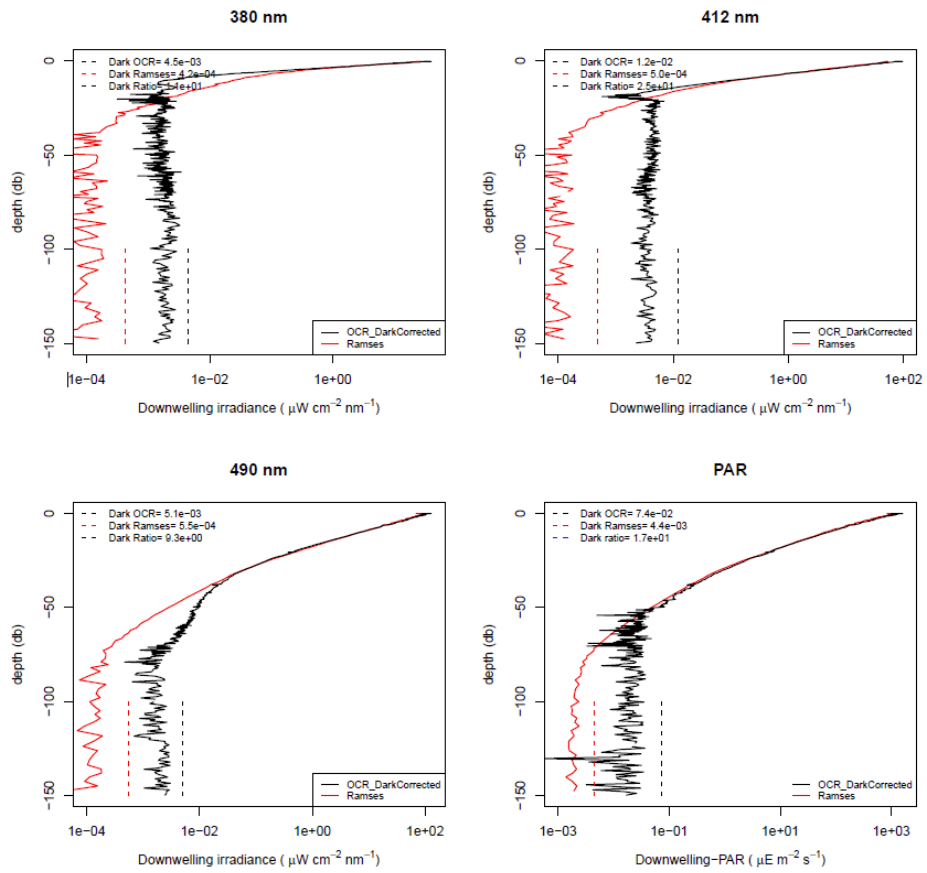 380 nm
Dark OCR= 4.5e-03
Dark Ramses= 4.2e-04
Dark Ratio= 1.1e+01
0
-50
-100
-150
depth (db)
OCR_DarkCorrected
Ramses
1e-04
1e-02
1e+00
Downwelling irradiance ( μW cm⁻² nm⁻¹)
412 nm
Dark OCR= 1.2e-02
Dark Ramses= 5.0e-04
Dark Ratio= 2.5e+01
0
-50
-100
-150
depth (db)
OCR_DarkCorrected
Ramses
1e-04
1e-02
1e+00
1e+02
Downwelling irradiance ( μW cm⁻² nm⁻¹)
490 nm
Dark OCR= 5.1e-03
Dark Ramses= 5.5e-04
Dark Ratio= 9.3e+00
0
-50
-100
-150
depth (db)
OCR_DarkCorrected
Ramses
1e-04
1e-02
1e+00
1e+02
Downwelling irradiance ( μW cm⁻² nm⁻¹)
PAR
Dark OCR= 7.4e-02
Dark Ramses= 4.4e-03
Dark ratio= 1.7e+01
0
-50
-100
-150
depth (db)
OCR_DarkCorrected
Ramses
1e-03
1e-01
1e+01
1e+03
Downwelling-PAR ( μE m⁻² s⁻¹)